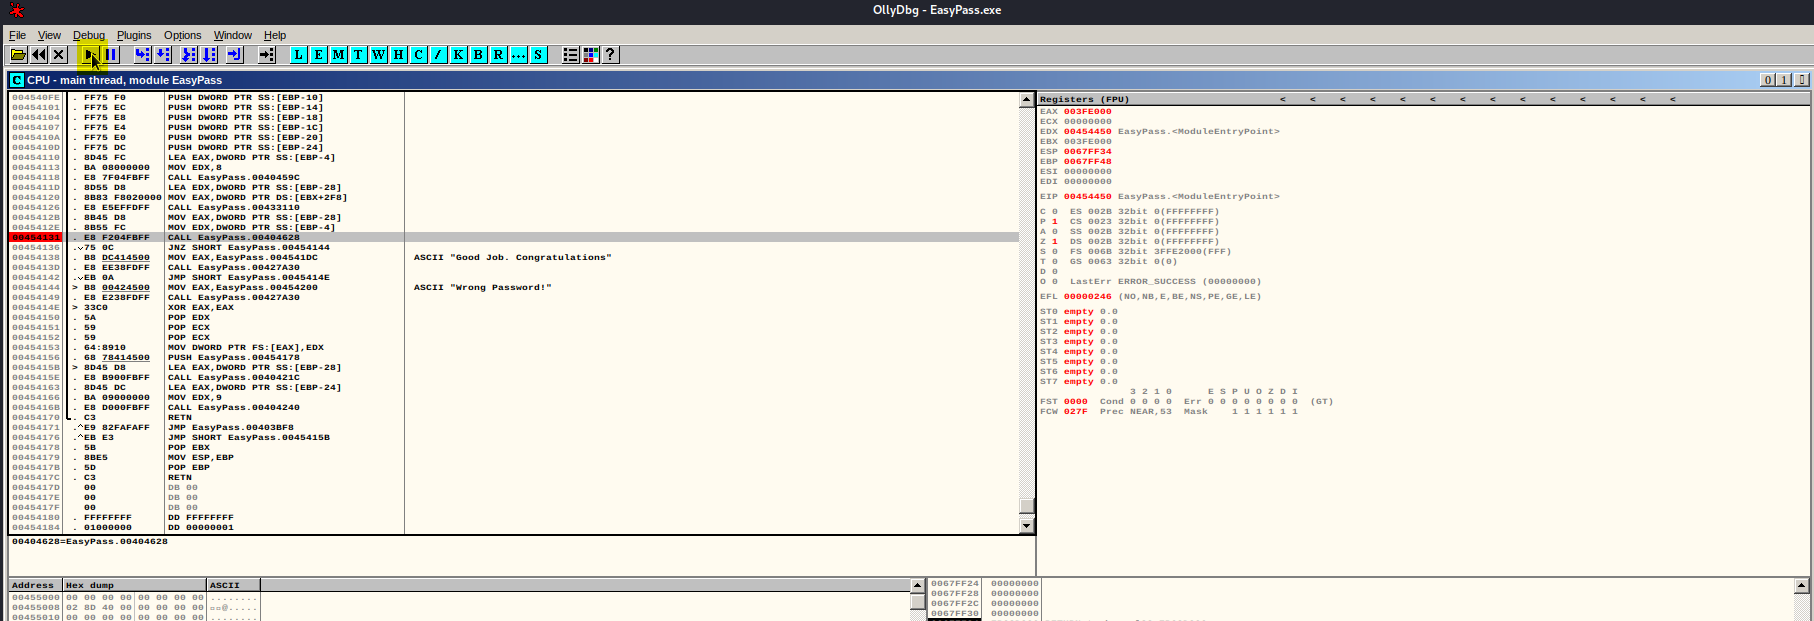 OllyDbg - EasyPass.exe
File View Debug Plugins Options Window Help
L E M T W H C / K B R ... S ?
C CPU - main thread, module EasyPass
004540FE . FF75 F0 PUSH DWORD PTR SS:[EBP-10]
00454101 . FF75 EC PUSH DWORD PTR SS:[EBP-14]
00454104 . FF75 E8 PUSH DWORD PTR SS:[EBP-18]
00454107 . FF75 E4 PUSH DWORD PTR SS:[EBP-1C]
0045410A . FF75 E0 PUSH DWORD PTR SS:[EBP-20]
0045410D . FF75 DC PUSH DWORD PTR SS:[EBP-24]
00454110 . 8D45 FC LEA EAX,DWORD PTR SS:[EBP-4]
00454113 . BA 08000000 MOV EDX,8
00454118 . E8 7F04FBFF CALL EasyPass.0040459C
0045411D . 8D55 D8 LEA EDX,DWORD PTR SS:[EBP-28]
00454120 . 8B83 F8020000 MOV EAX,DWORD PTR DS:[EBX+2F8]
00454126 . E8 E5EFFDFF CALL EasyPass.00433110
0045412B . 8B45 D8 MOV EAX,DWORD PTR SS:[EBP-28]
0045412E . 8B55 FC MOV EDX,DWORD PTR SS:[EBP-4]
00454131 . E8 F204FBFF CALL EasyPass.00404628
00454136 .v75 0C JNZ SHORT EasyPass.00454144
00454138 . B8 DC414500 MOV EAX,EasyPass.004541DC ASCII "Good Job. Congratulations"
0045413D . E8 EE38FDFF CALL EasyPass.00427A30
00454142 .vEB 0A JMP SHORT EasyPass.0045414E
00454144 > B8 00424500 MOV EAX,EasyPass.00454200 ASCII "Wrong Password!"
00454149 . E8 E238FDFF CALL EasyPass.00427A30
0045414E > 33C0 XOR EAX,EAX
00454150 . 5A POP EDX
00454151 . 59 POP ECX
00454152 . 59 POP ECX
00454153 . 64:8910 MOV DWORD PTR FS:[EAX],EDX
00454156 . 68 78414500 PUSH EasyPass.00454178
0045415B > 8D45 D8 LEA EAX,DWORD PTR SS:[EBP-28]
0045415E . E8 B900FBFF CALL EasyPass.0040421C
00454163 . 8D45 DC LEA EAX,DWORD PTR SS:[EBP-24]
00454166 . BA 09000000 MOV EDX,9
0045416B . E8 D000FBFF CALL EasyPass.00404240
00454170 . C3 RETN
00454171 .^E9 82FAFAFF JMP EasyPass.00403BF8
00454176 .^EB E3 JMP SHORT EasyPass.0045415B
00454178 . 5B POP EBX
00454179 . 8BE5 MOV ESP,EBP
0045417B . 5D POP EBP
0045417C . C3 RETN
0045417D 00 DB 00
0045417E 00 DB 00
0045417F 00 DB 00
00454180 . FFFFFFFF DD FFFFFFFF
00454184 . 01000000 DD 00000001
00404628=EasyPass.00404628
Registers (FPU) < < < < < < < < < < < < < <
EAX 003FE000
ECX 00000000
EDX 00454450 EasyPass.<ModuleEntryPoint>
EBX 003FE000
ESP 0067FF34
EBP 0067FF48
ESI 00000000
EDI 00000000
EIP 00454450 EasyPass.<ModuleEntryPoint>
C 0 ES 002B 32bit 0(FFFFFFFF)
P 1 CS 0023 32bit 0(FFFFFFFF)
A 0 SS 002B 32bit 0(FFFFFFFF)
Z 1 DS 002B 32bit 0(FFFFFFFF)
S 0 FS 006B 32bit 3FFE2000(FFF)
T 0 GS 0063 32bit 0(0)
D 0
O 0 LastErr ERROR_SUCCESS (00000000)
EFL 00000246 (NO,NB,E,BE,NS,PE,GE,LE)
ST0 empty 0.0
ST1 empty 0.0
ST2 empty 0.0
ST3 empty 0.0
ST4 empty 0.0
ST5 empty 0.0
ST6 empty 0.0
ST7 empty 0.0
3 2 1 0 E S P U O Z D I
FST 0000 Cond 0 0 0 0 Err 0 0 0 0 0 0 0 0 (GT)
FCW 027F Prec NEAR,53 Mask 1 1 1 1 1 1
Address Hex dump ASCII
00455000 00 00 00 00 00 00 00 00 ........
00455008 02 8D 40 00 00 00 00 00 ▯▯@.....
00455010 00 00 00 00 00 00 00 00 ........
0067FF24 00000000
0067FF28 00000000
0067FF2C 00000000
0067FF30 00000000